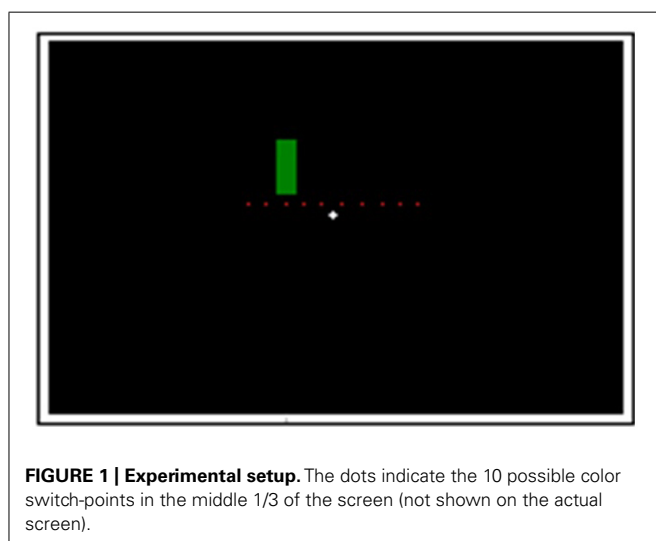 FIGURE 1 | Experimental setup. The dots indicate the 10 possible color
switch-points in the middle 1/3 of the screen (not shown on the actual
screen).